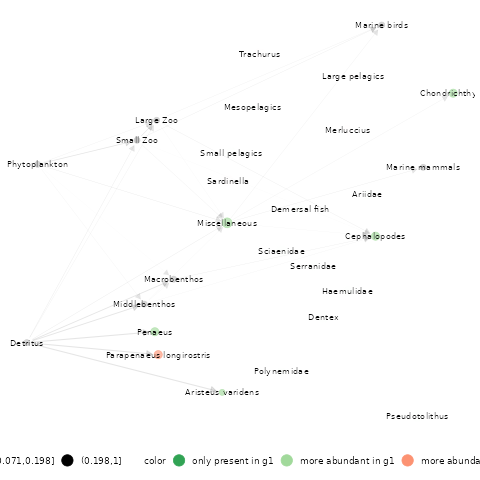 Marine birds
Trachurus
Large pelagics
Chondrichthy
Mesopelagics
Large Zoo
Merluccius
Small Zoo
Small pelagics
Phytoplankton
Marine mammals
Sardinella
Ariidae
Demersal fish
Miscellaneous
Cephalopodes
Sciaenidae
Serranidae
Macrobenthos
Haemulidae
Middlebenthos
Dentex
Penaeus
Detritus
Parapenaeus longirostris
Polynemidae
Aristeus varidens
Pseudotolithus
0.071,0.198] (0.198,1] color only present in g1 more abundant in g1 more abunda